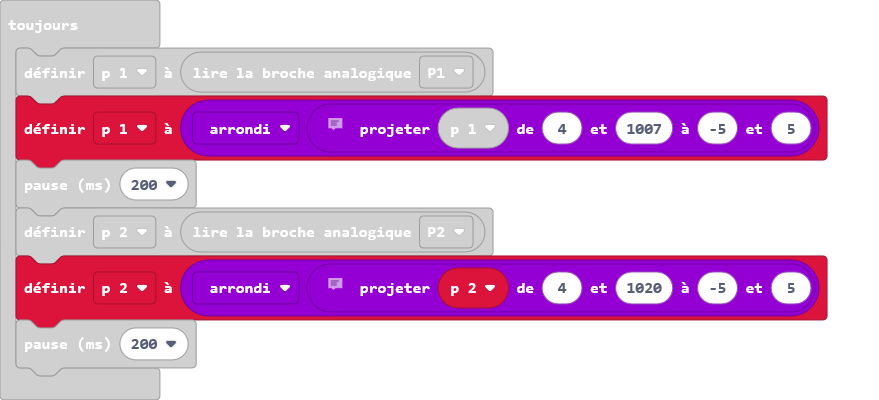 toujours
définir p 1 à lire la broche analogique P1
définir p 1 à arrondi projeter p 1 de 4 et 1007 à -5 et 5
pause (ms) 200
définir p 2 à lire la broche analogique P2
définir p 2 à arrondi projeter p 2 de 4 et 1020 à -5 et 5
pause (ms) 200